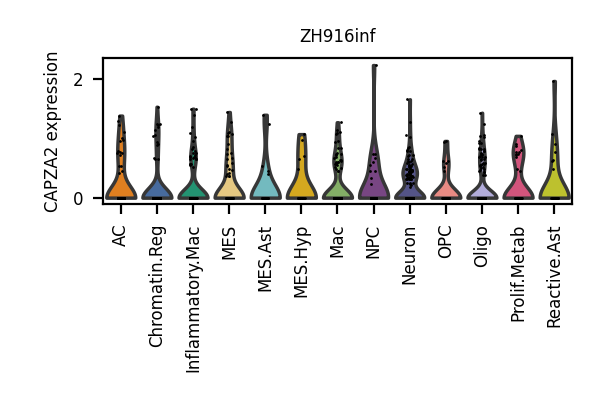 ZH916inf
CAPZA2 expression
2
0
AC
Chromatin.Reg
Inflammatory.Mac
MES
MES.Ast
MES.Hyp
Mac
NPC
Neuron
OPC
Oligo
Prolif.Metab
Reactive.Ast